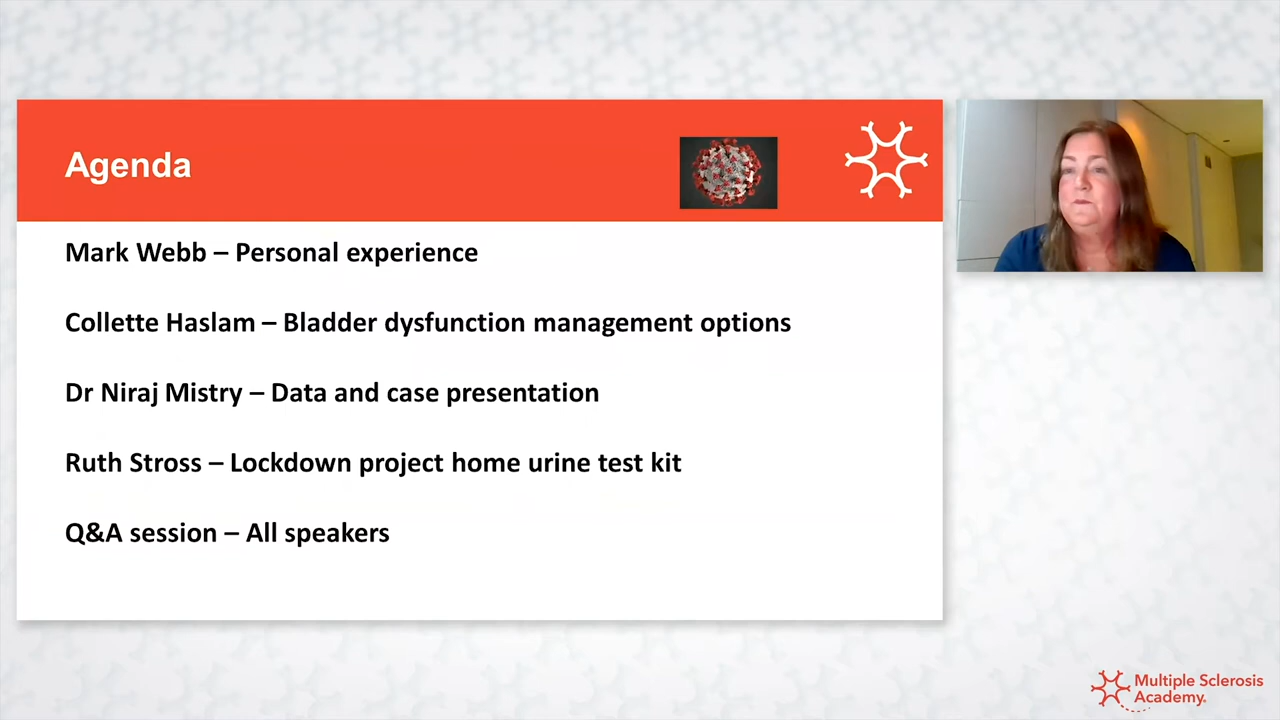 Agenda
Mark Webb – Personal experience
Collette Haslam – Bladder dysfunction management options
Dr Niraj Mistry – Data and case presentation
Ruth Stross – Lockdown project home urine test kit
Q&A session – All speakers
Multiple Sclerosis
Academy.